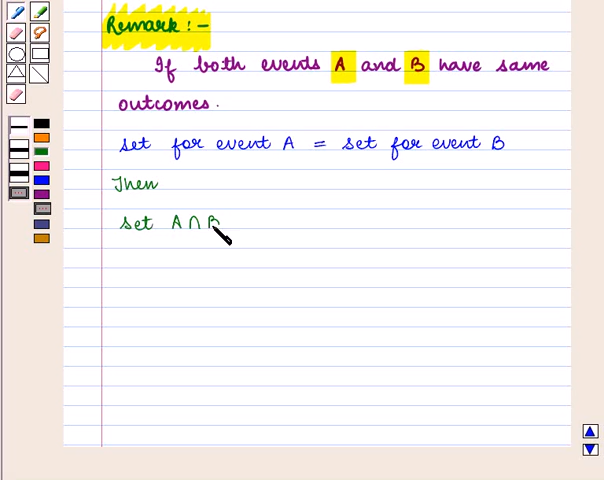 Remark :-
If both events A and B have same
outcomes.
set for event A = set for event B
Then
set A ∩ B